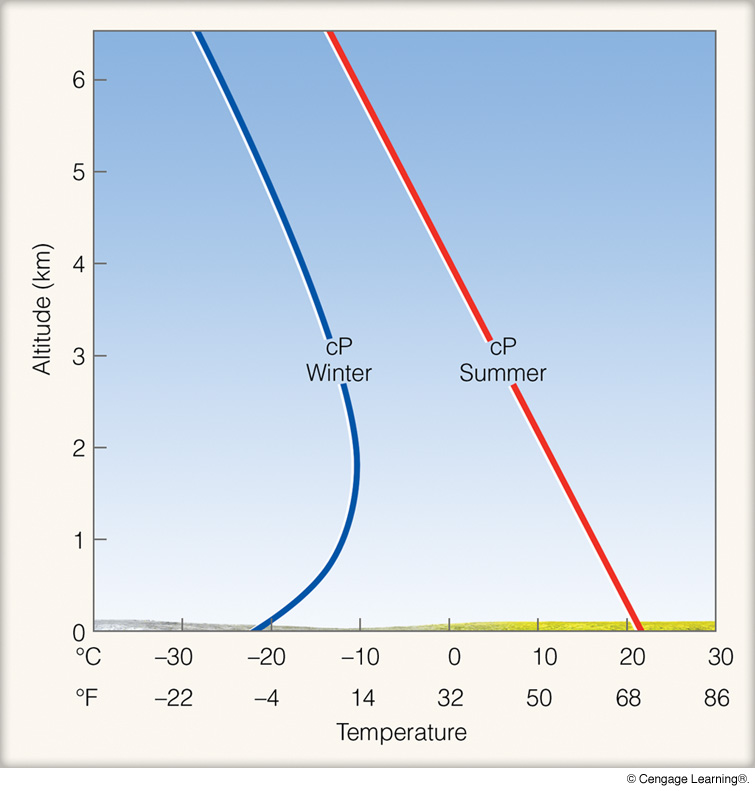 6
5
4
3
2
1
0
Altitude (km)
cP
Winter
cP
Summer
°C –30 –20 –10 0 10 20 30
°F –22 –4 14 32 50 68 86
Temperature
© Cengage Learning®.